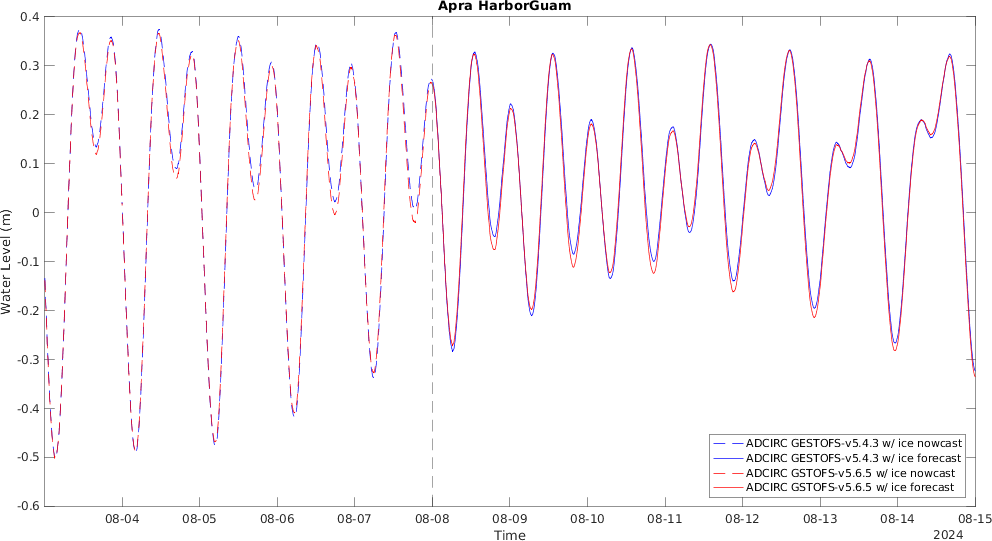 Apra HarborGuam
0.4
0.3
0.2
0.1
0
-0.1
-0.2
-0.3
-0.4
-0.5
-0.6
Water Level (m)
ADCIRC GESTOFS-v5.4.3 w/ ice nowcast
ADCIRC GESTOFS-v5.4.3 w/ ice forecast
ADCIRC GSTOFS-v5.6.5 w/ ice nowcast
ADCIRC GSTOFS-v5.6.5 w/ ice forecast
08-04 08-05 08-06 08-07 08-08 08-09 08-10 08-11 08-12 08-13 08-14 08-15
Time
2024